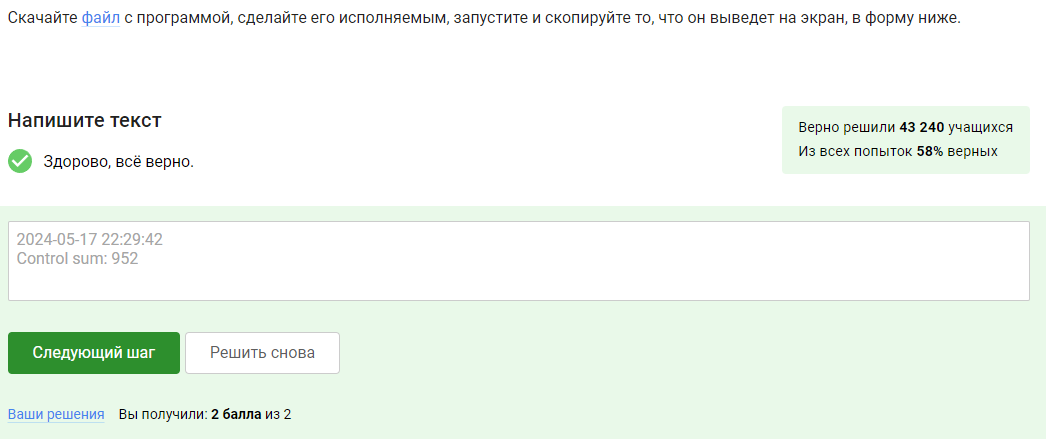 Скачайте файл с программой, сделайте его исполняемым, запустите и скопируйте то, что он выведет на экран, в форму ниже.
Напишите текст
Здорово, всё верно.
Верно решили 43 240 учащихся
Из всех попыток 58% верных
2024-05-17 22:29:42
Control sum: 952
Следующий шаг
Решить снова
Ваши решения Вы получили: 2 балла из 2